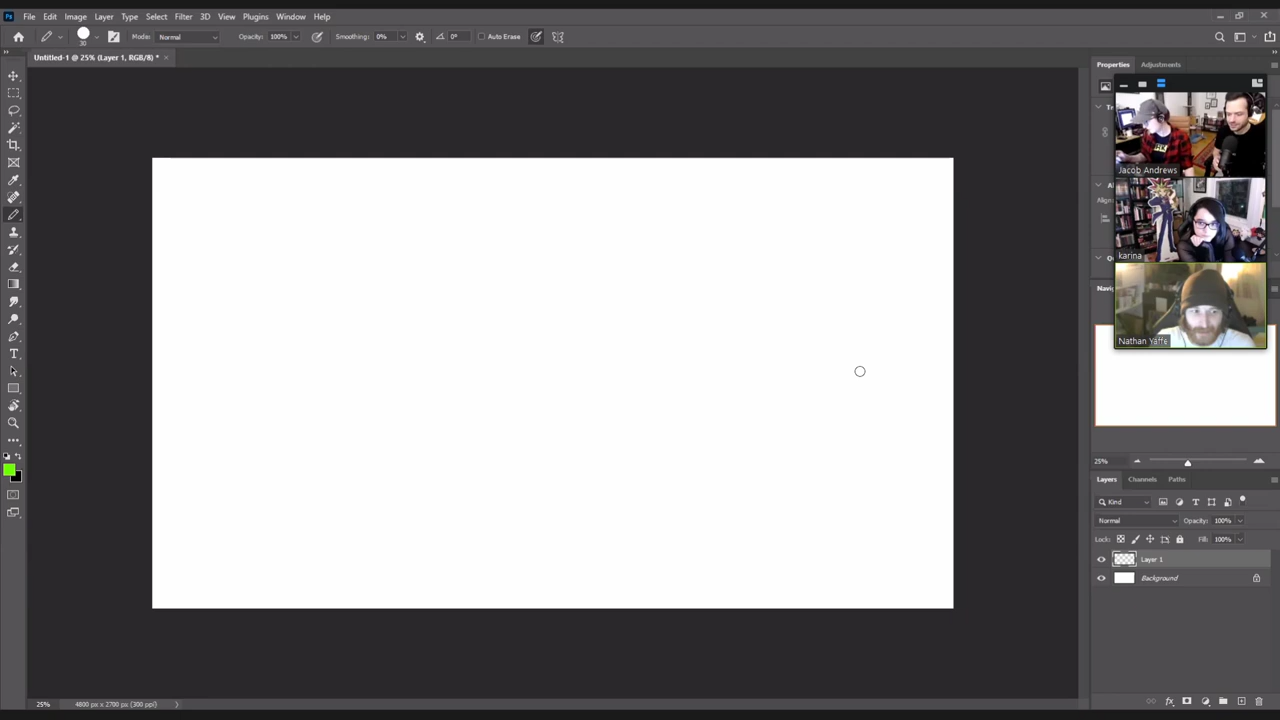 Ps File Edit Image Layer Type Select Filter 3D View Plugins Window Help
30 Mode: Normal Opacity: 100% Smoothing: 0% 0° Auto Erase
Untitled-1 @ 25% (Layer 1, RGB/8) * ×
Properties Adjustments
Jacob Andrews
karina
Nathan Yaffe
25%
Layers Channels Paths
Kind
Normal Opacity: 100%
Lock: Fill: 100%
Layer 1
Background
25% 4800 px x 2700 px (300 ppi)